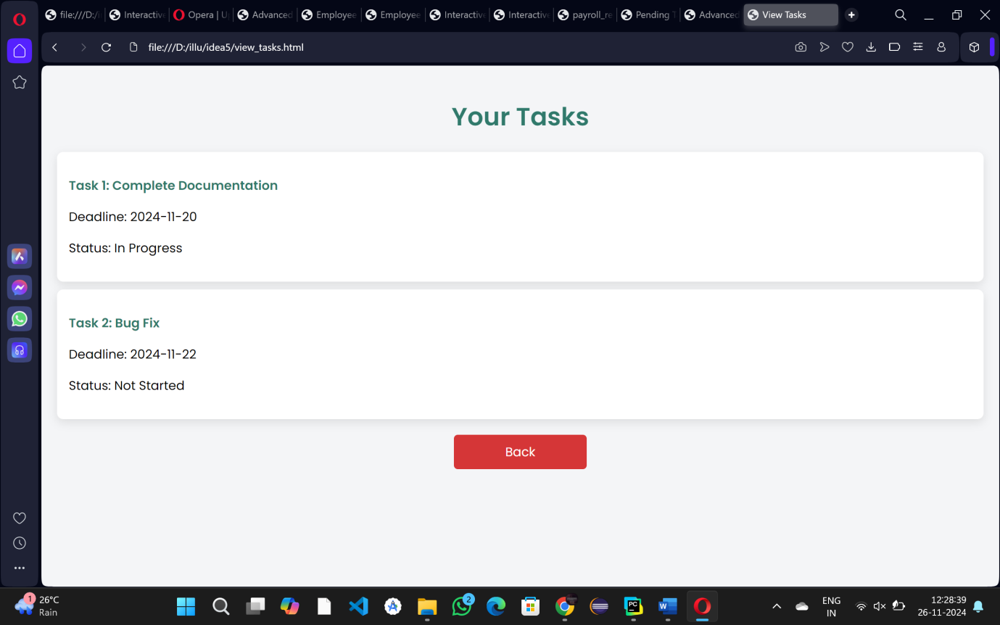 file:///D:/i
Interactive
Opera | U
Advanced
Employee
Employee
Interactive
Interactive
payroll_re
Pending T
Advanced
View Tasks
file:///D:/illu/idea5/view_tasks.html
Your Tasks
Task 1: Complete Documentation
Deadline: 2024-11-20
Status: In Progress
Task 2: Bug Fix
Deadline: 2024-11-22
Status: Not Started
Back
1
26°C
Rain
2
PC
W
ENG
IN
12:28:39
26-11-2024